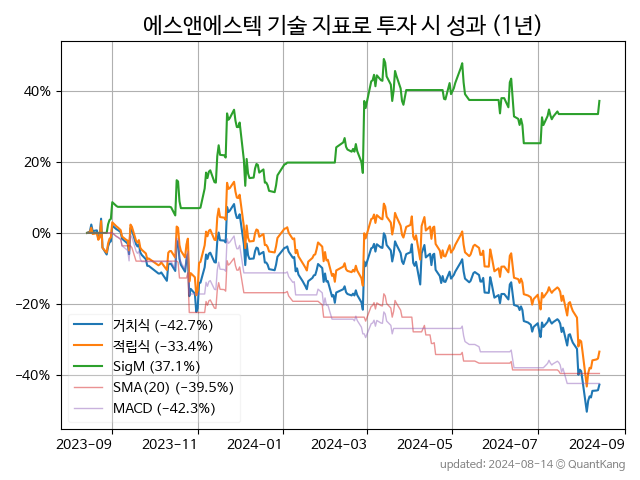 에스앤에스텍 기술 지표로 투자 시 성과 (1년)
40%
20%
0%
−20%
−40%
거치식 (−42.7%)
적립식 (−33.4%)
SigM (37.1%)
SMA(20) (−39.5%)
MACD (−42.3%)
2023-09 2023-11 2024-01 2024-03 2024-05 2024-07 2024-09
updated: 2024-08-14 © QuantKang